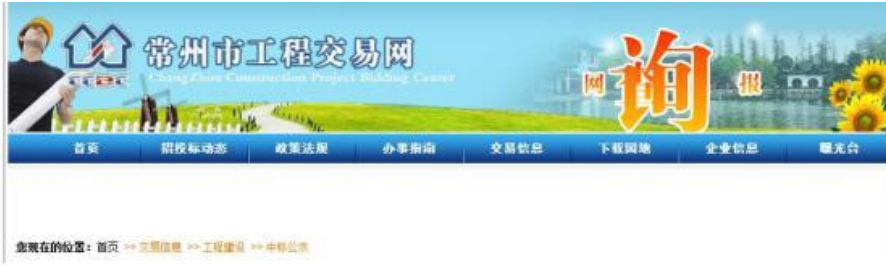 常州市工程交易网
ChangZhou Construction Project Bidding Center
网 询 报
首页 招投标动态 政策法规 办事指南 交易信息 下载园地 企业信息 曝光台
您现在的位置：首页 >> 交易信息 >> 工程建设 >> 中标公示